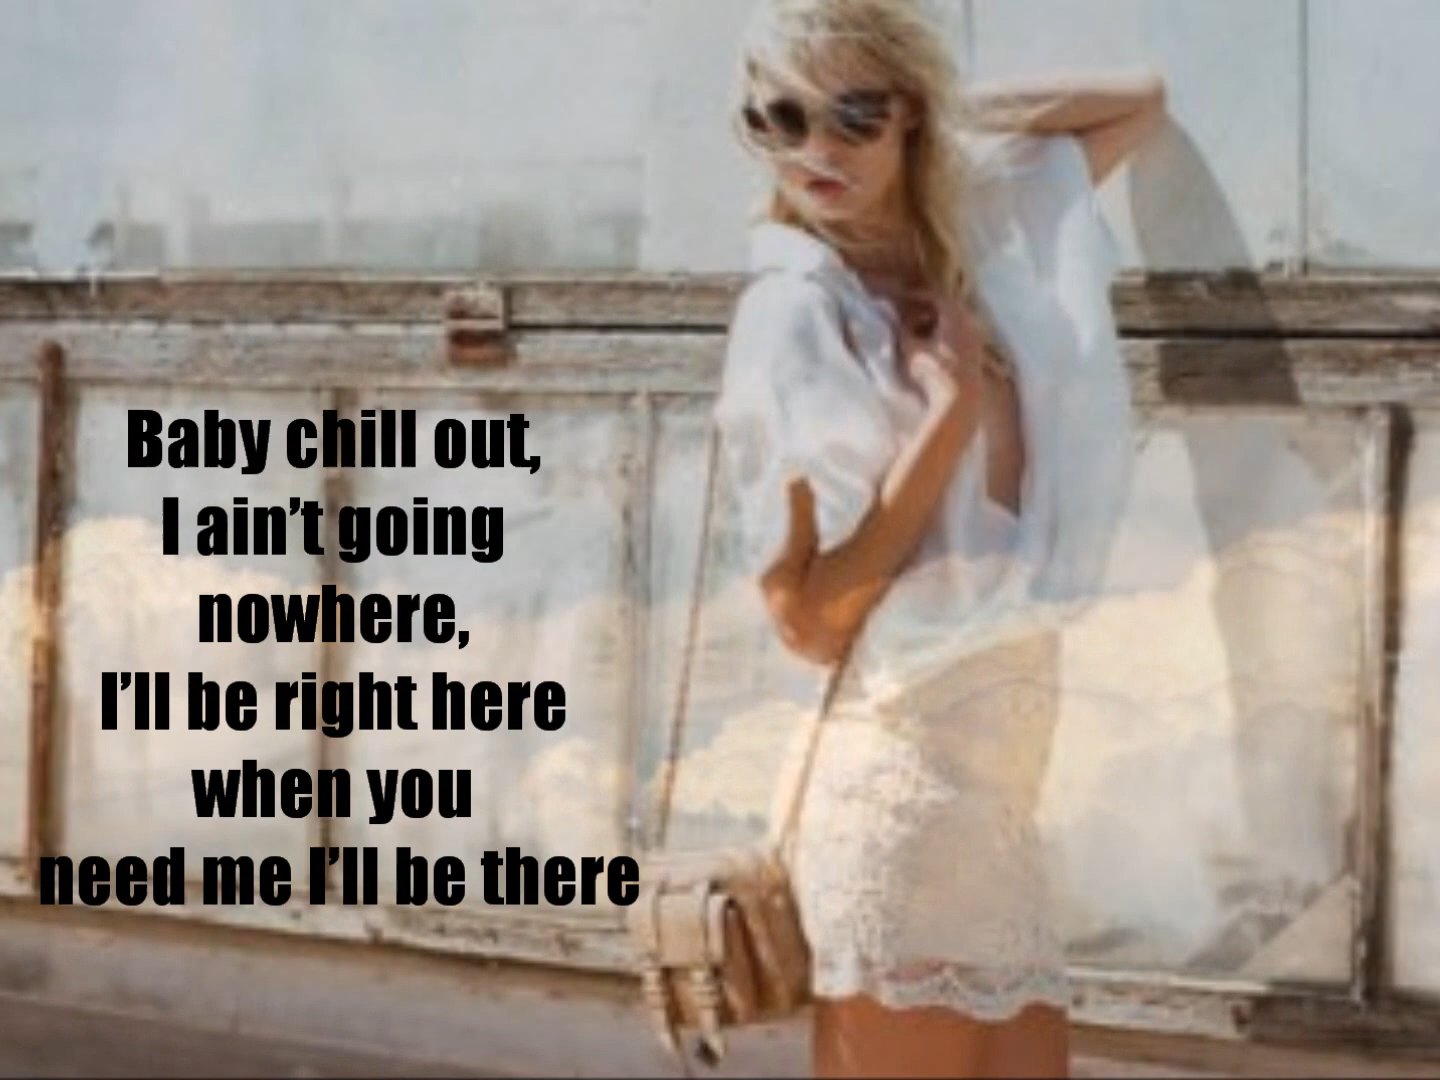 Baby chill out,
I ain’t going
nowhere,
I’ll be right here
when you
need me I’ll be there